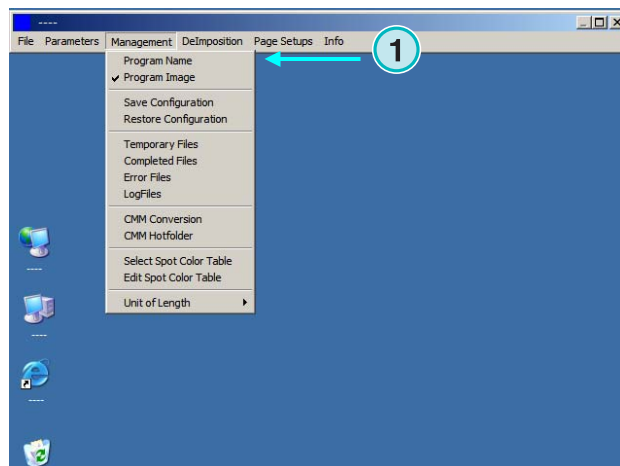 ----
File Parameters Management DeImposition Page Setups Info
1
Program Name
Program Image
Save Configuration
Restore Configuration
Temporary Files
Completed Files
Error Files
LogFiles
CMM Conversion
CMM Hotfolder
Select Spot Color Table
Edit Spot Color Table
Unit of Length
----
----
----